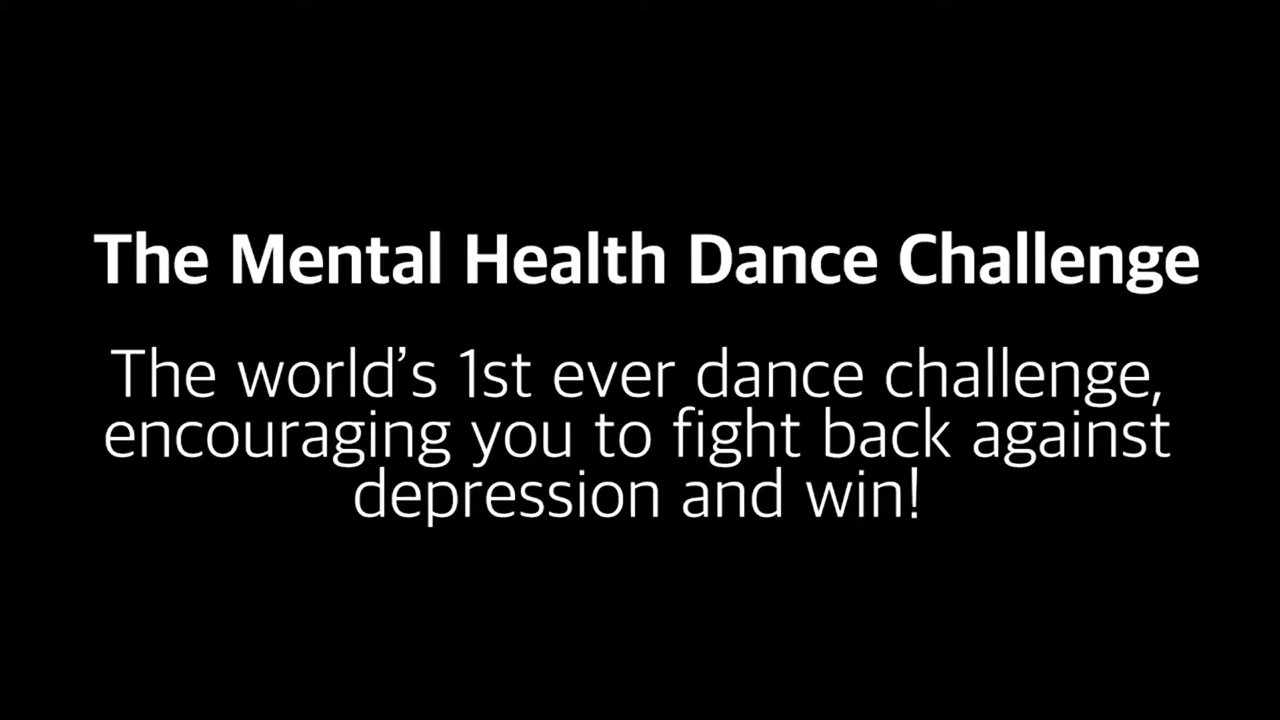 The Mental Health Dance Challenge
The world’s 1st ever dance challenge,
encouraging you to fight back against
depression and win!